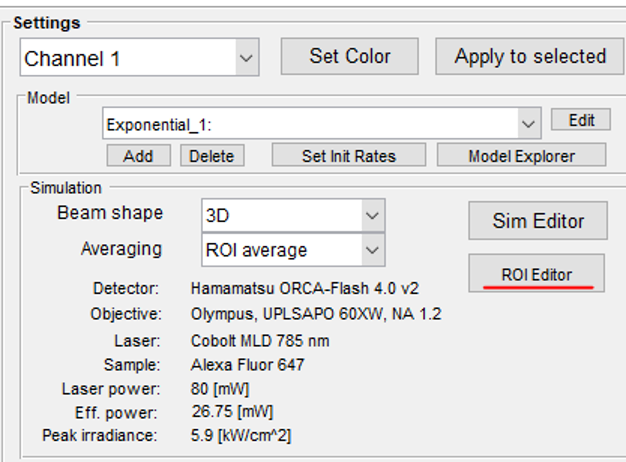 Settings
Channel 1
Set Color
Apply to selected
Model
Exponential_1:
Edit
Add
Delete
Set Init Rates
Model Explorer
Simulation
Beam shape
3D
Sim Editor
Averaging
ROI average
ROI Editor
Detector: Hamamatsu ORCA-Flash 4.0 v2
Objective: Olympus, UPLSAPO 60XW, NA 1.2
Laser: Cobolt MLD 785 nm
Sample: Alexa Fluor 647
Laser power: 80 [mW]
Eff. power: 26.75 [mW]
Peak irradiance: 5.9 [kW/cm^2]